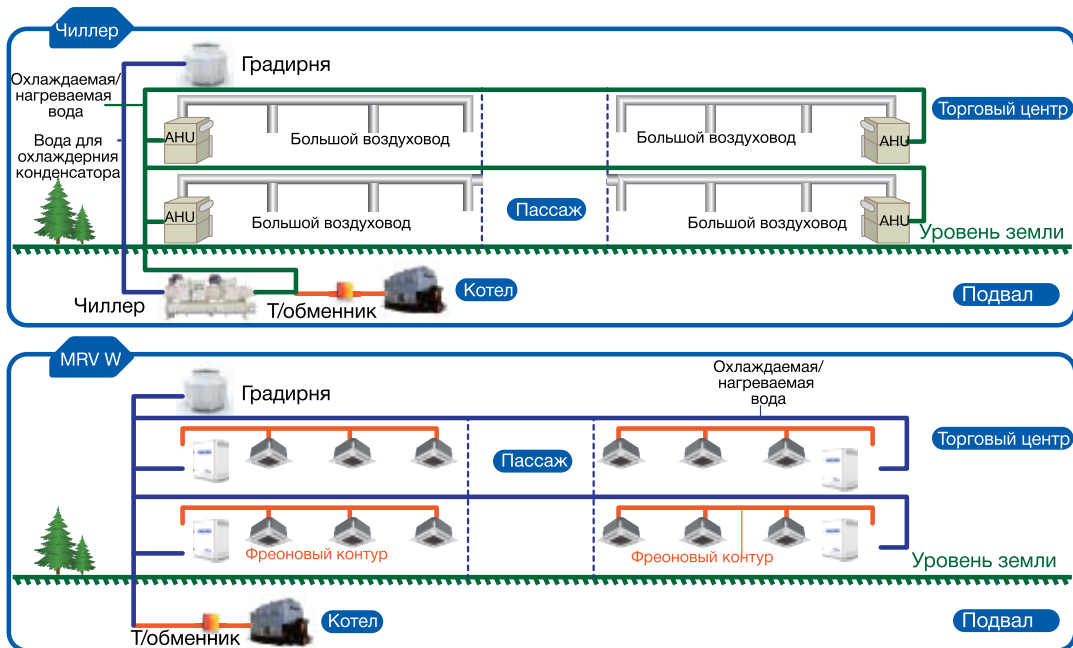 Чиллер
Градирня
Охлаждаемая/
нагреваемая
вода
Торговый центр
AHU
Большой воздуховод
Большой воздуховод
AHU
Вода для
охлаждерния
конденсатора
AHU
Большой воздуховод
Пассаж
Большой воздуховод
AHU
Уровень земли
Чиллер
Т/обменник
Котел
Подвал
MRV W
Градирня
Охлаждаемая/
нагреваемая
вода
Торговый центр
Пассаж
Фреоновый контур
Фреоновый контур
Уровень земли
Т/обменник
Котел
Подвал